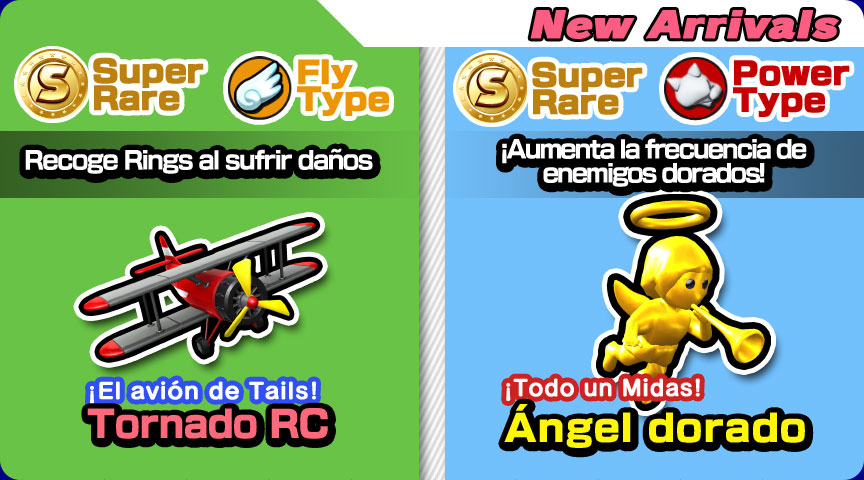 New Arrivals
S
Super
Rare
Fly
Type
Recoge Rings al sufrir daños
¡El avión de Tails!
Tornado RC
S
Super
Rare
Power
Type
¡Aumenta la frecuencia de
enemigos dorados!
¡Todo un Midas!
Ángel dorado